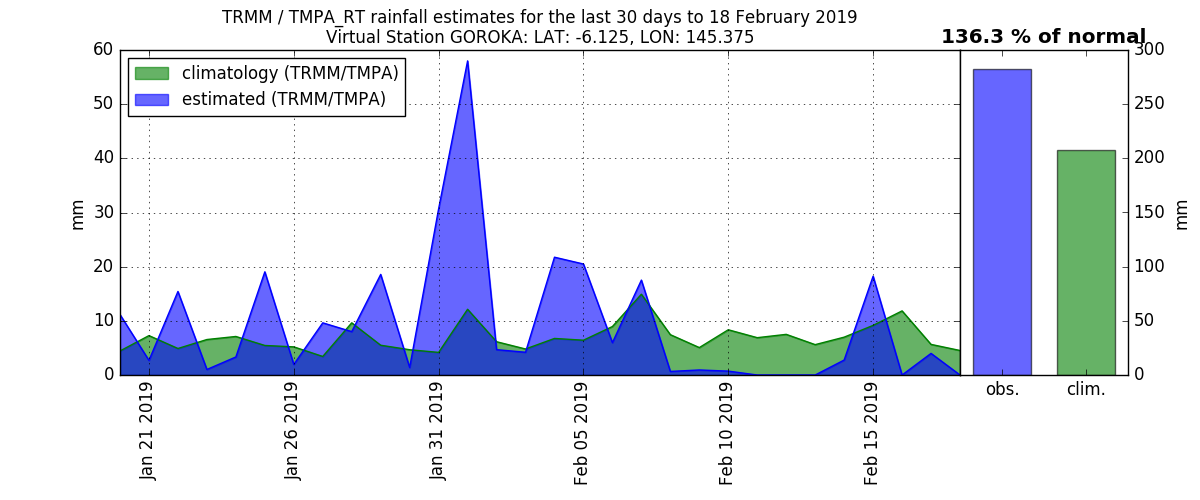 TRMM / TMPA_RT rainfall estimates for the last 30 days to 18 February 2019
Virtual Station GOROKA: LAT: -6.125, LON: 145.375
136.3 % of normal
climatology (TRMM/TMPA)
estimated (TRMM/TMPA)
60
50
40
30
20
10
0
mm
300
250
200
150
100
50
0
mm
Jan 21 2019
Jan 26 2019
Jan 31 2019
Feb 05 2019
Feb 10 2019
Feb 15 2019
obs.
clim.